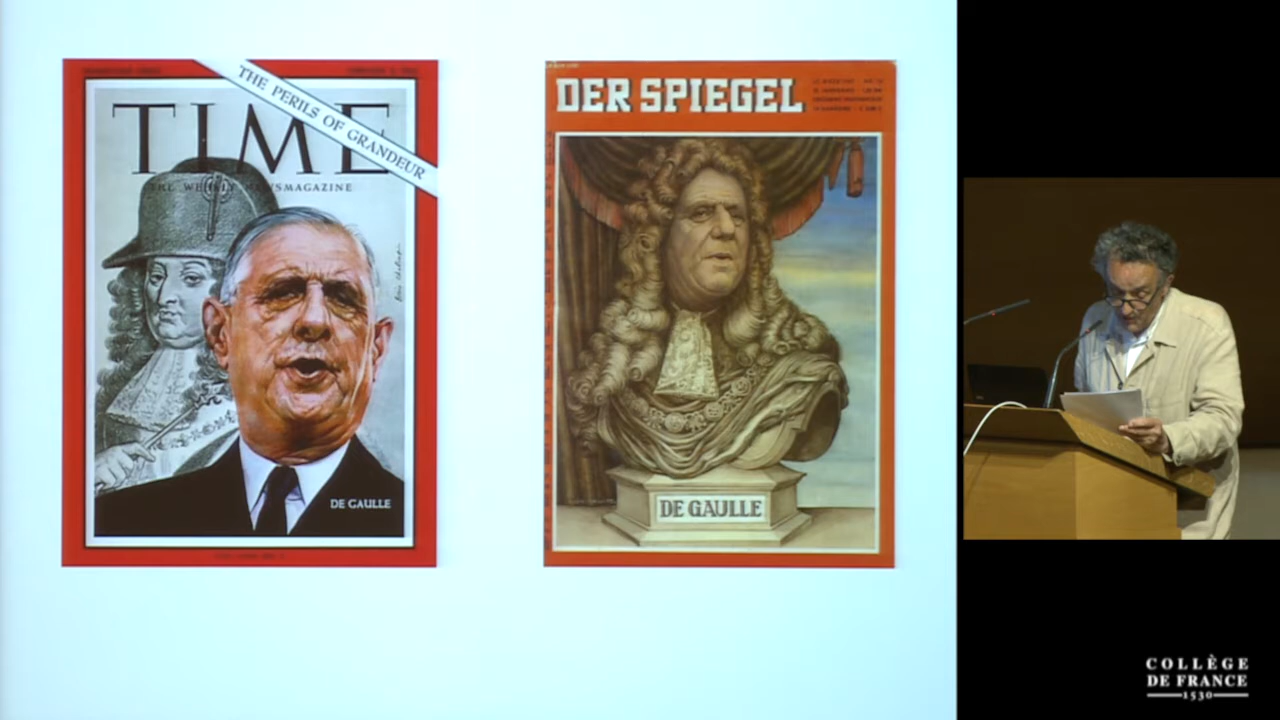 THE PERILS OF GRANDEUR
TIME
THE WEEKLY NEWSMAGAZINE
DE GAULLE
DER SPIEGEL
DE GAULLE
COLLÈGE
DE FRANCE
1530